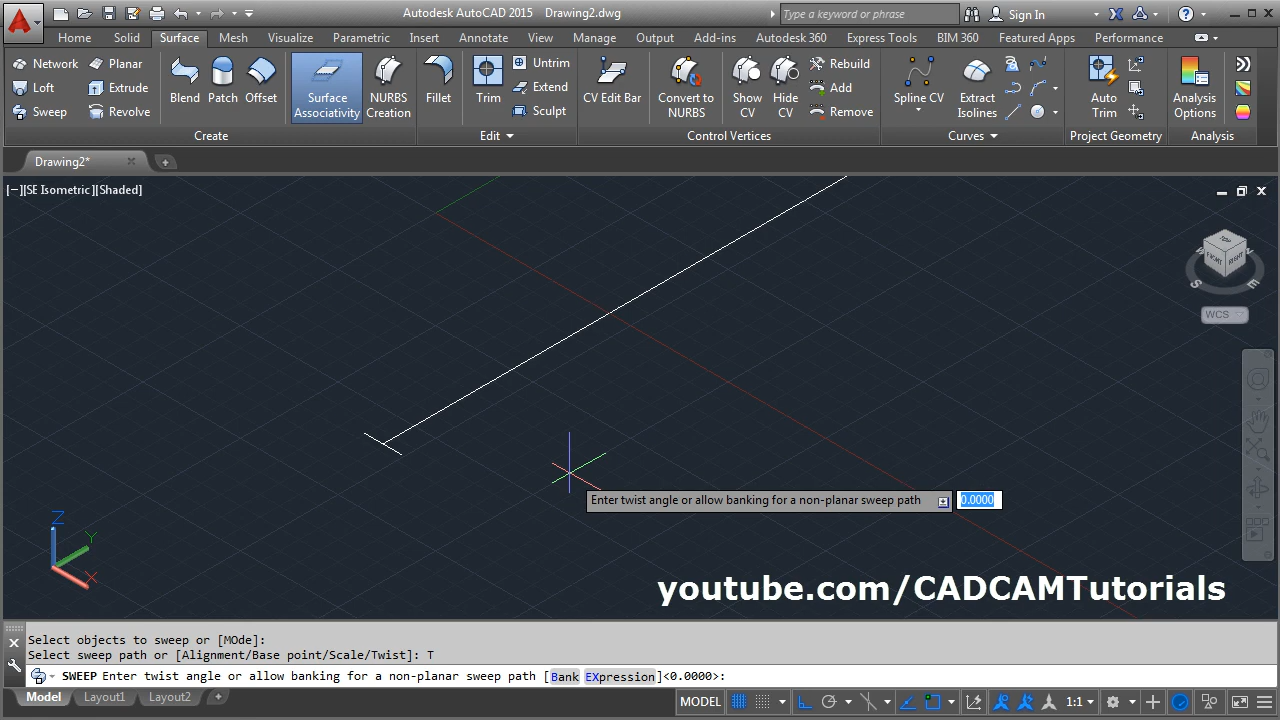 Autodesk AutoCAD 2015 Drawing2.dwg
Type a keyword or phrase
Sign In
Home Solid Surface Mesh Visualize Parametric Insert Annotate View Manage Output Add-ins Autodesk 360 Express Tools BIM 360 Featured Apps Performance
Network Planar
Loft Extrude
Sweep Revolve
Blend Patch Offset
Surface
Associativity
NURBS
Creation
Create
Fillet
Trim
Untrim
Extend
Sculpt
Edit
CV Edit Bar
Convert to
NURBS
Show
CV
Hide
CV
Rebuild
Add
Remove
Control Vertices
Spline CV
Extract
Isolines
Curves
Auto
Trim
Project Geometry
Analysis
Options
Analysis
Drawing2*
[−][SE Isometric][Shaded]
TOP
FRONT RIGHT
S E
WCS
Enter twist angle or allow banking for a non-planar sweep path 0.0000
Z
Y
X
youtube.com/CADCAMTutorials
Select objects to sweep or [MOde]:
Select sweep path or [Alignment/Base point/Scale/Twist]: T
SWEEP Enter twist angle or allow banking for a non-planar sweep path [Bank EXpression]<0.0000>:
Model Layout1 Layout2 +
MODEL 1:1